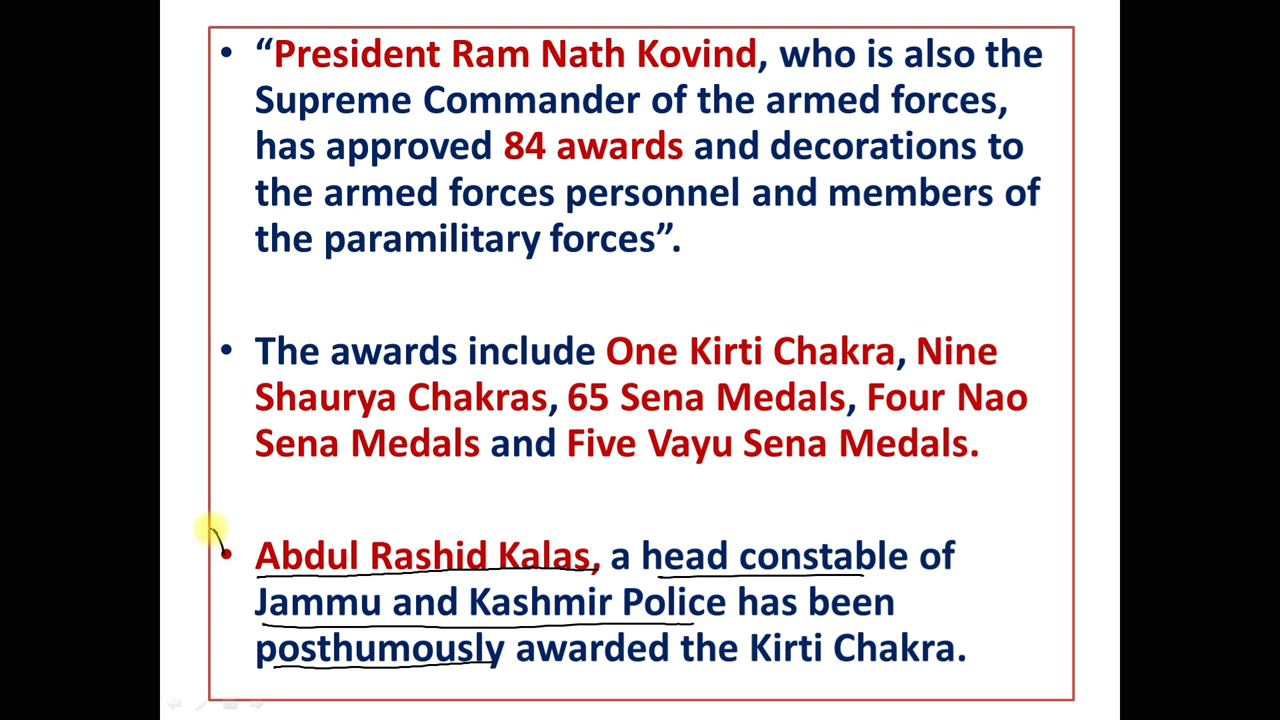 • “President Ram Nath Kovind, who is also the
Supreme Commander of the armed forces,
has approved 84 awards and decorations to
the armed forces personnel and members of
the paramilitary forces”.
• The awards include One Kirti Chakra, Nine
Shaurya Chakras, 65 Sena Medals, Four Nao
Sena Medals and Five Vayu Sena Medals.
• Abdul Rashid Kalas, a head constable of
Jammu and Kashmir Police has been
posthumously awarded the Kirti Chakra.